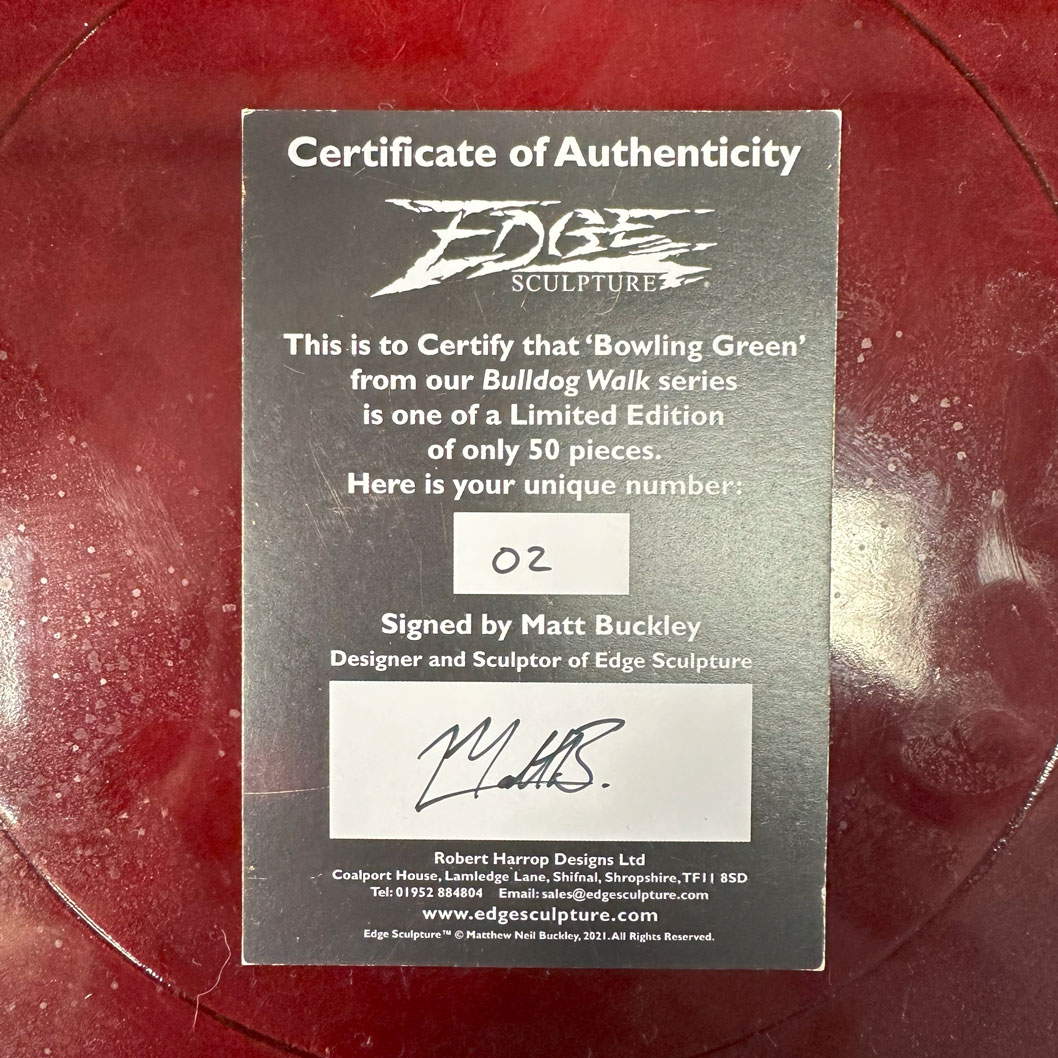 Certificate of Authenticity
EDGE
SCULPTURE®
This is to Certify that ‘Bowling Green’
from our Bulldog Walk series
is one of a Limited Edition
of only 50 pieces.
Here is your unique number:
02
Signed by Matt Buckley
Designer and Sculptor of Edge Sculpture
Matt B.
Robert Harrop Designs Ltd
Coalport House, Lamledge Lane, Shifnal, Shropshire, TF11 8SD
Tel: 01952 884804 Email: sales@edgesculpture.com
www.edgesculpture.com
Edge Sculpture™ © Matthew Neil Buckley, 2021. All Rights Reserved.